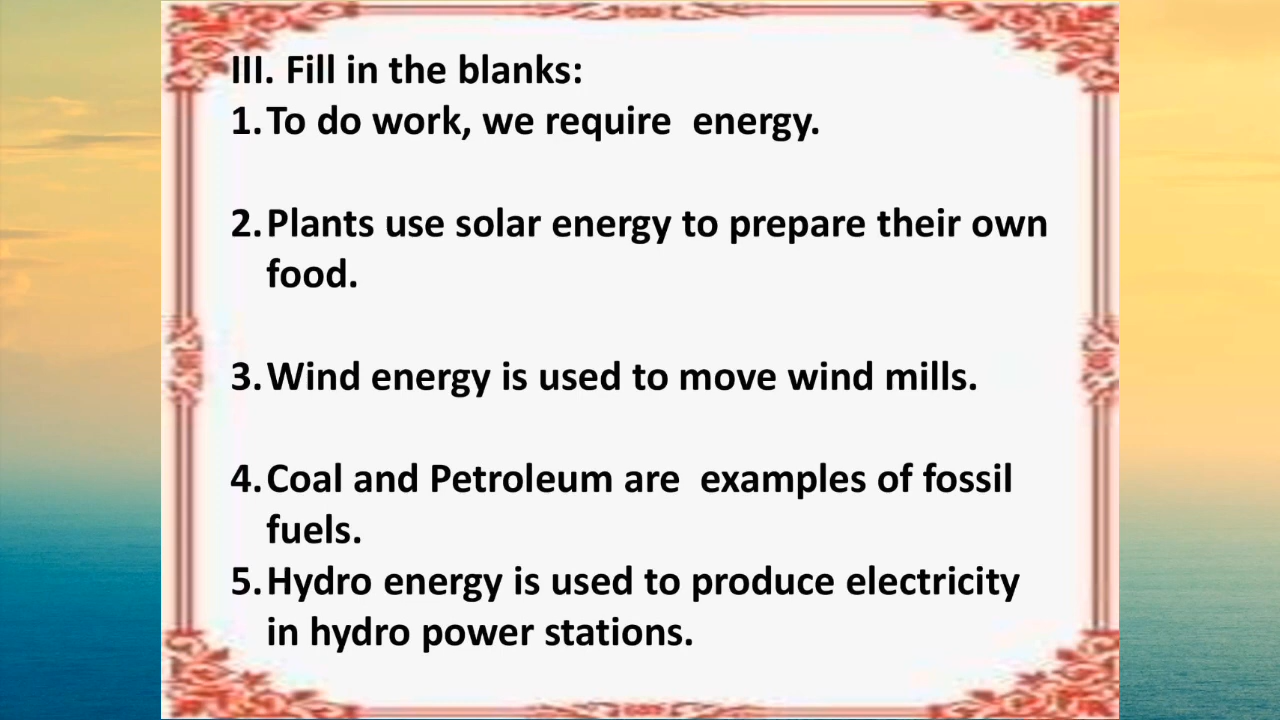 III. Fill in the blanks:
1. To do work, we require  energy.
2. Plants use solar energy to prepare their own
food.
3. Wind energy is used to move wind mills.
4. Coal and Petroleum are  examples of fossil
fuels.
5. Hydro energy is used to produce electricity
in hydro power stations.